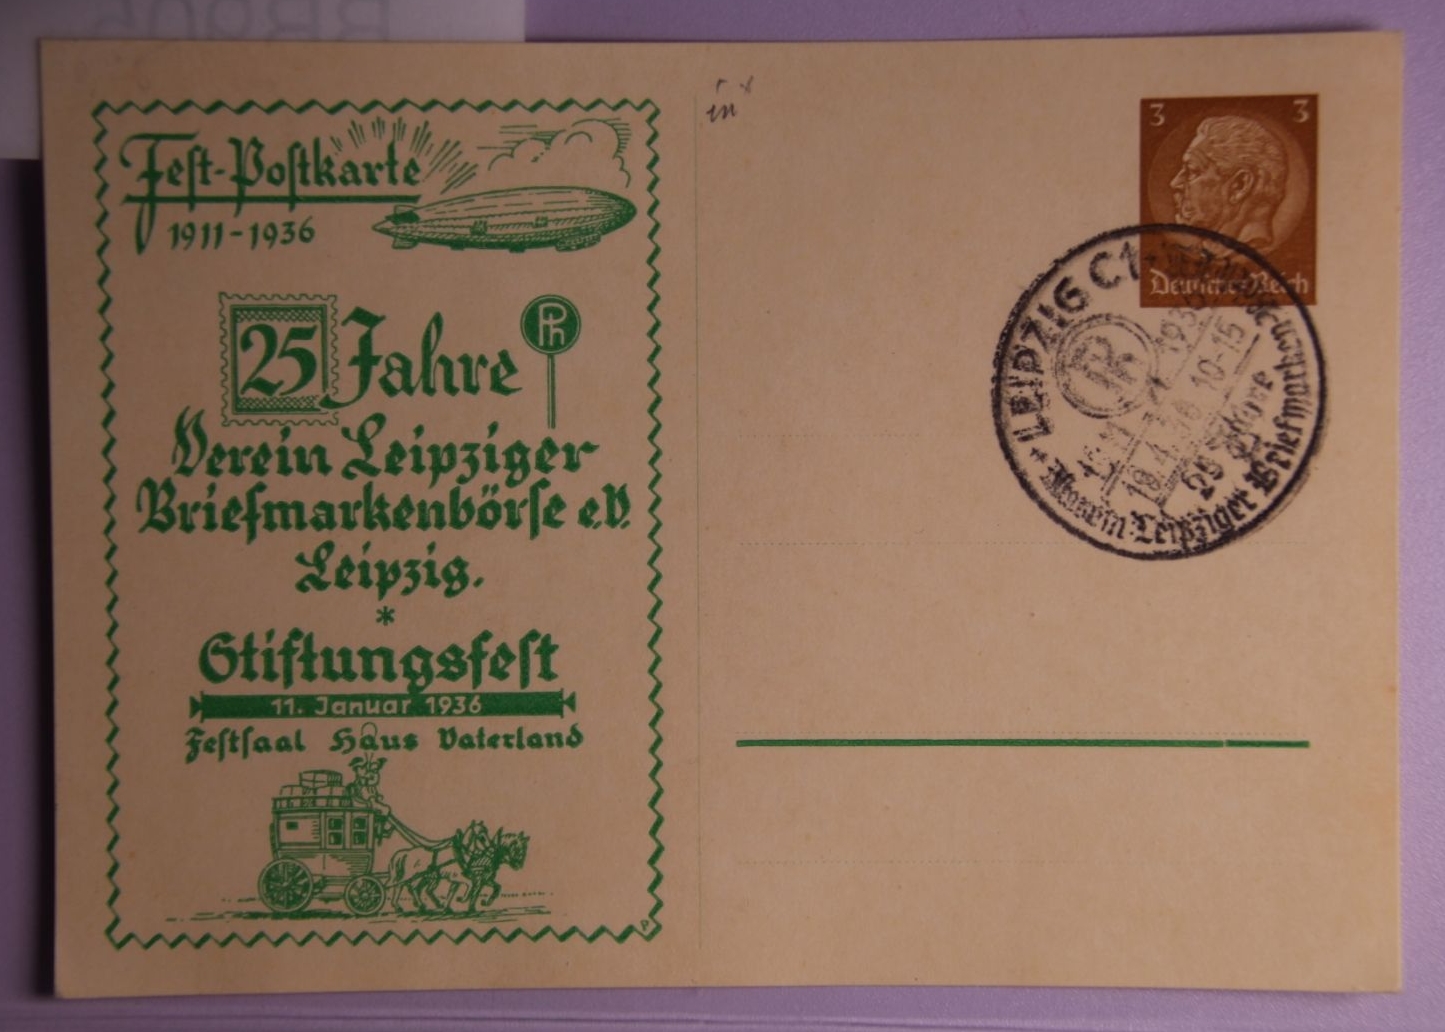 Fest-Postkarte
1911-1936
25 Jahre
Ph
Verein Leipziger
Briefmarkenbörse e.V.
Leipzig.
*
Stiftungsfest
11. Januar 1936
Festsaal Haus Vaterland
P
3 3
Deutsches Reich
LEIPZIG C1
10-15
25 Jahre
Verein Leipziger Briefmarken